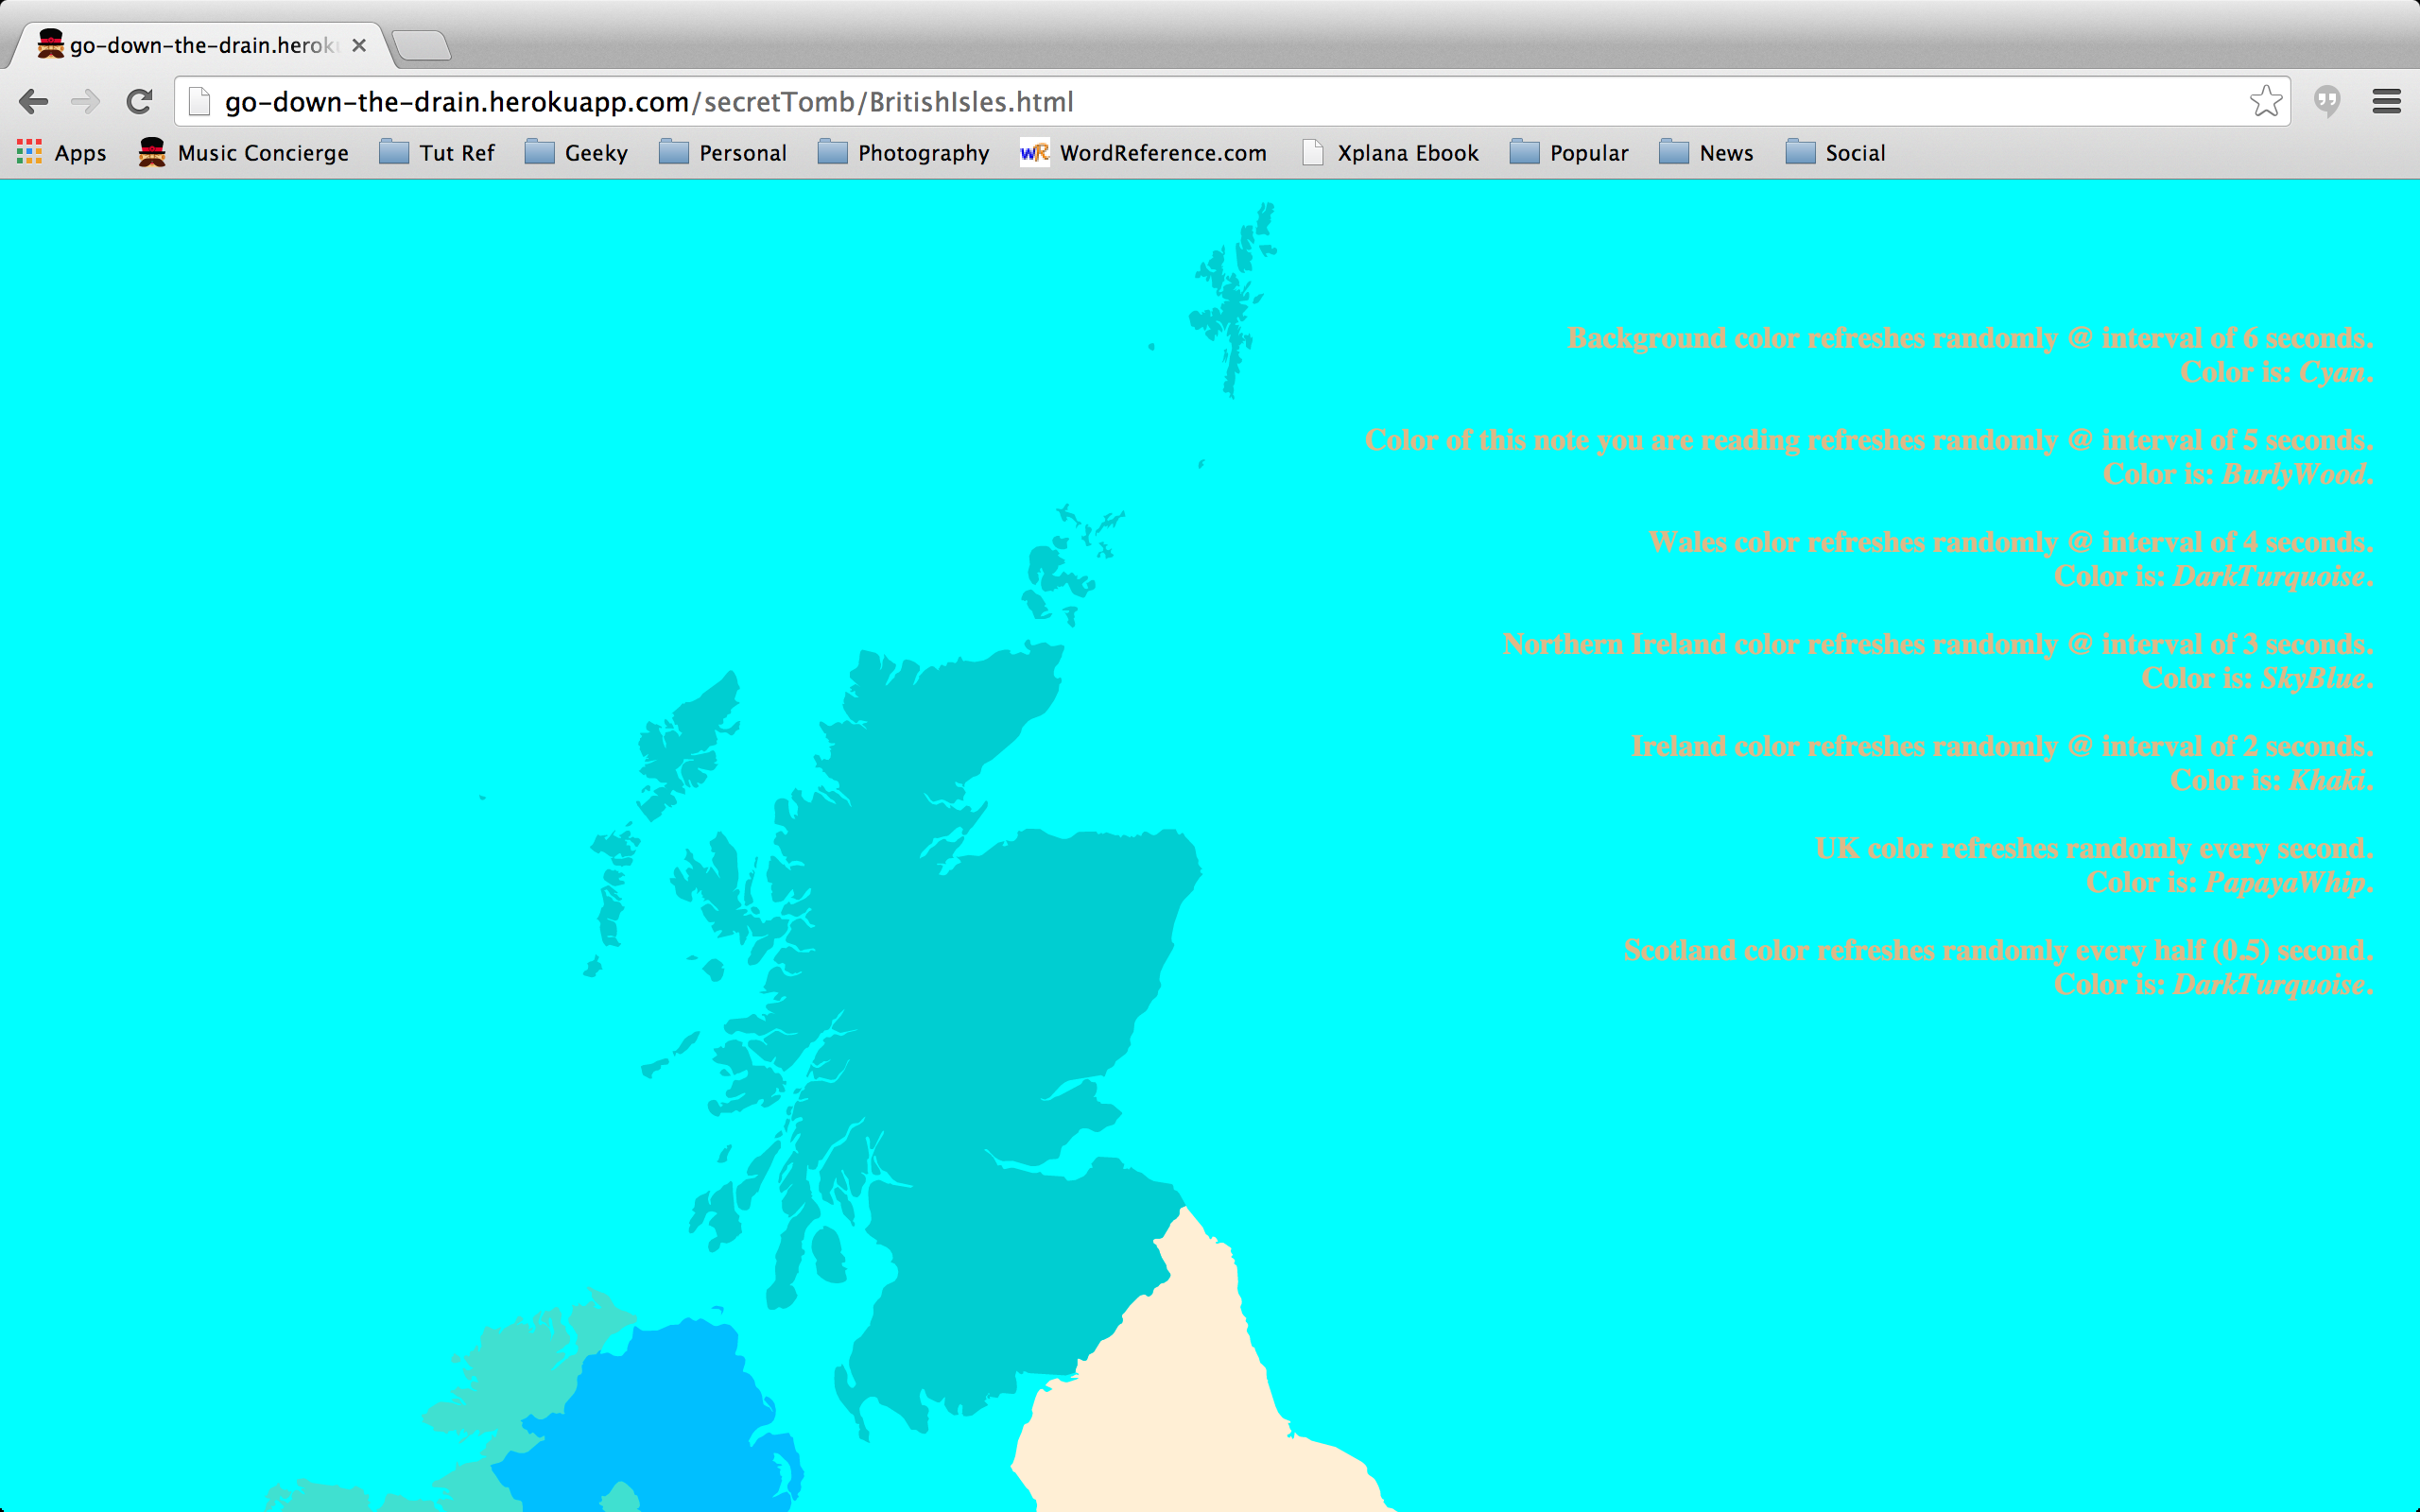 go-down-the-drain.heroku
go-down-the-drain.herokuapp.com/secretTomb/BritishIsles.html
Apps Music Concierge Tut Ref Geeky Personal Photography WordReference.com Xplana Ebook Popular News Social
Background color refreshes randomly @ interval of 6 seconds.
Color is: Cyan.
Color of this note you are reading refreshes randomly @ interval of 5 seconds.
Color is: BurlyWood.
Wales color refreshes randomly @ interval of 4 seconds.
Color is: DarkTurquoise.
Northern Ireland color refreshes randomly @ interval of 3 seconds.
Color is: SkyBlue.
Ireland color refreshes randomly @ interval of 2 seconds.
Color is: Khaki.
UK color refreshes randomly every second.
Color is: PapayaWhip.
Scotland color refreshes randomly every half (0.5) second.
Color is: DarkTurquoise.